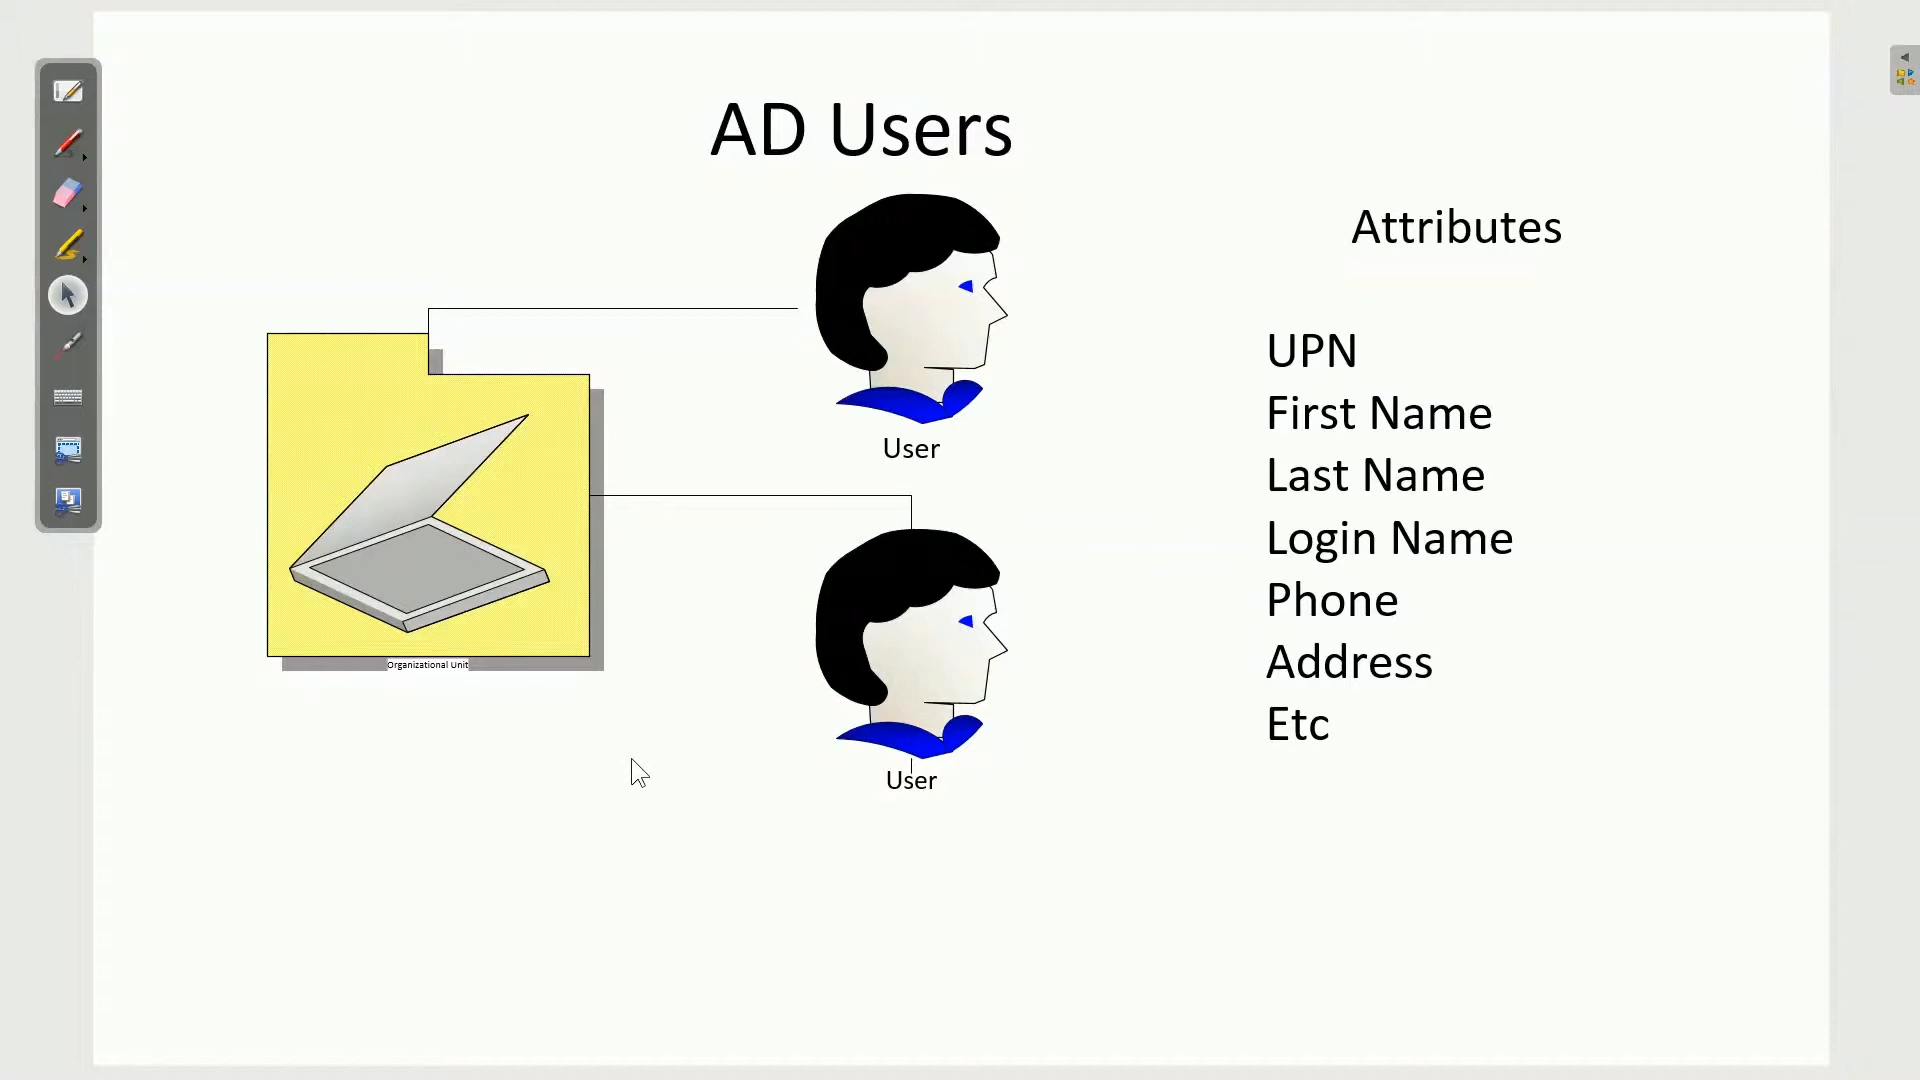 AD Users
Attributes
User
Organizational Unit
User
UPN
First Name
Last Name
Login Name
Phone
Address
Etc